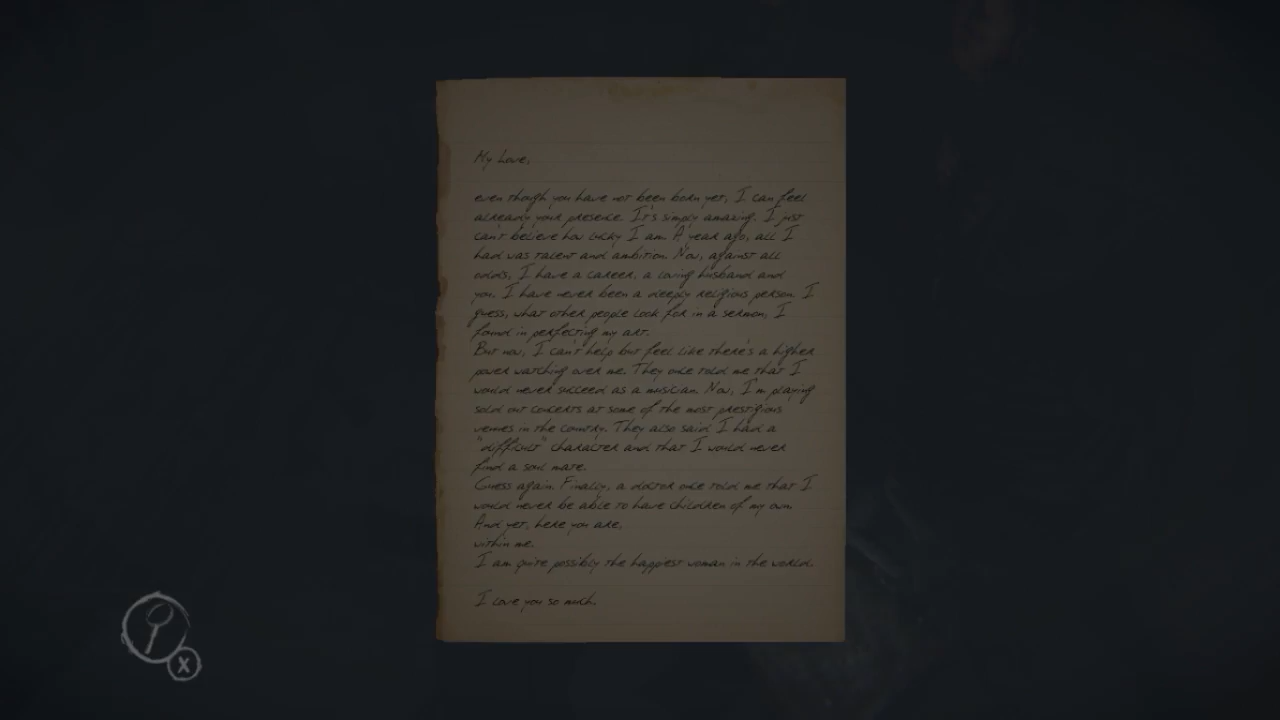 My Love,
even though you have not been born yet, I can feel
already your presence. It's simply amazing. I just
can't believe how lucky I am. A year ago, all I
had was talent and ambition. Now, against all
odds, I have a career, a loving husband and
you. I have never been a deeply religious person. I
guess, what other people look for in a sermon, I
found in perfecting my art.
But now, I can't help but feel like there's a higher
power watching over me. They once told me that I
would never succeed as a musician. Now, I'm playing
sold out concerts at some of the most prestigious
venues in the country. They also said I had a
"difficult" character and that I would never
find a soul mate.
Guess again. Finally, a doctor once told me that I
would never be able to have children of my own.
And yet, here you are,
within me.
I am quite possibly the happiest woman in the world.
I love you so much.
X